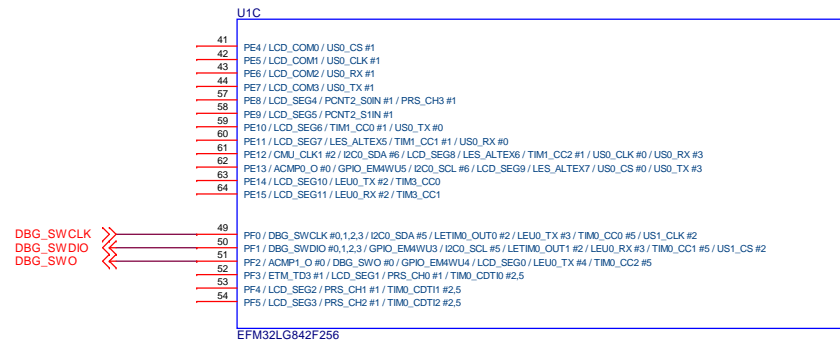 U1C
41 PE4 / LCD_COM0 / US0_CS #1
42 PE5 / LCD_COM1 / US0_CLK #1
43 PE6 / LCD_COM2 / US0_RX #1
44 PE7 / LCD_COM3 / US0_TX #1
57 PE8 / LCD_SEG4 / PCNT2_S0IN #1 / PRS_CH3 #1
58 PE9 / LCD_SEG5 / PCNT2_S1IN #1
59 PE10 / LCD_SEG6 / TIM1_CC0 #1 / US0_TX #0
60 PE11 / LCD_SEG7 / LES_ALTEX5 / TIM1_CC1 #1 / US0_RX #0
61 PE12 / CMU_CLK1 #2 / I2C0_SDA #6 / LCD_SEG8 / LES_ALTEX6 / TIM1_CC2 #1 / US0_CLK #0 / US0_RX #3
62 PE13 / ACMP0_O #0 / GPIO_EM4WU5 / I2C0_SCL #6 / LCD_SEG9 / LES_ALTEX7 / US0_CS #0 / US0_TX #3
63 PE14 / LCD_SEG10 / LEU0_TX #2 / TIM3_CC0
64 PE15 / LCD_SEG11 / LEU0_RX #2 / TIM3_CC1
DBG_SWCLK 49 PF0 / DBG_SWCLK #0,1,2,3 / I2C0_SDA #5 / LETIM0_OUT0 #2 / LEU0_TX #3 / TIM0_CC0 #5 / US1_CLK #2
DBG_SWDIO 50 PF1 / DBG_SWDIO #0,1,2,3 / GPIO_EM4WU3 / I2C0_SCL #5 / LETIM0_OUT1 #2 / LEU0_RX #3 / TIM0_CC1 #5 / US1_CS #2
DBG_SWO 51 PF2 / ACMP1_O #0 / DBG_SWO #0 / GPIO_EM4WU4 / LCD_SEG0 / LEU0_TX #4 / TIM0_CC2 #5
52 PF3 / ETM_TD3 #1 / LCD_SEG1 / PRS_CH0 #1 / TIM0_CDTI0 #2,5
53 PF4 / LCD_SEG2 / PRS_CH1 #1 / TIM0_CDTI1 #2,5
54 PF5 / LCD_SEG3 / PRS_CH2 #1 / TIM0_CDTI2 #2,5
EFM32LG842F256